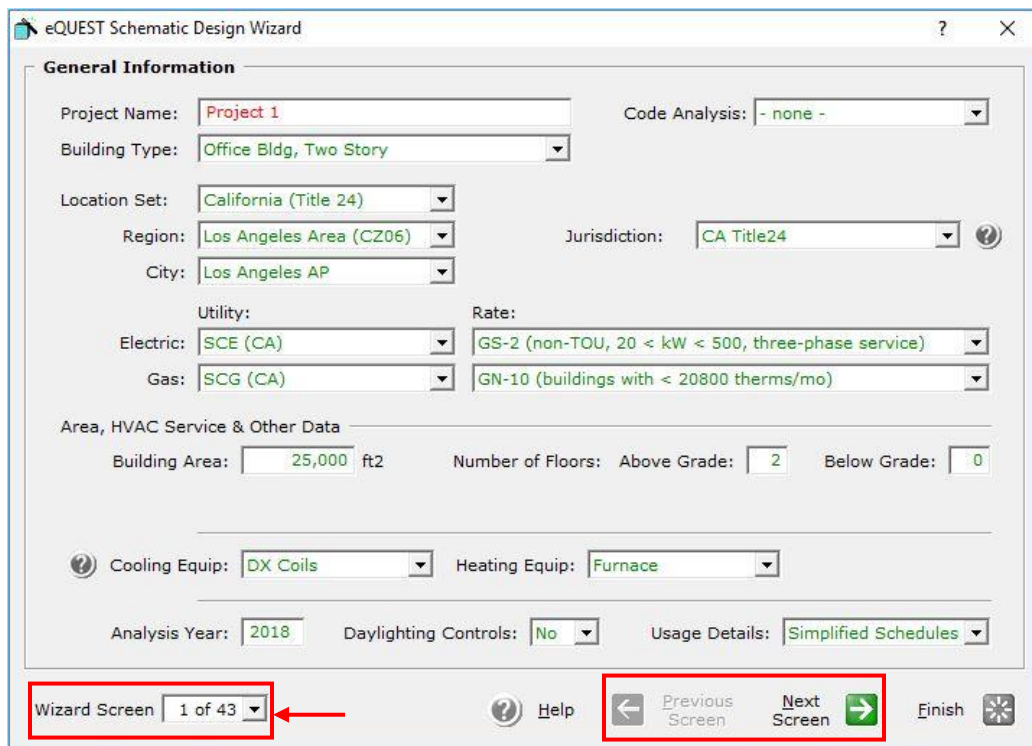 eQUEST Schematic Design Wizard ? X
General Information
Project Name: Project 1 Code Analysis: - none -
Building Type: Office Bldg, Two Story
Location Set: California (Title 24)
Region: Los Angeles Area (CZ06) Jurisdiction: CA Title24 ?
City: Los Angeles AP
Utility: Rate:
Electric: SCE (CA) GS-2 (non-TOU, 20 < kW < 500, three-phase service)
Gas: SCG (CA) GN-10 (buildings with < 20800 therms/mo)
Area, HVAC Service & Other Data
Building Area: 25,000 ft2 Number of Floors: Above Grade: 2 Below Grade: 0
? Cooling Equip: DX Coils Heating Equip: Furnace
Analysis Year: 2018 Daylighting Controls: No Usage Details: Simplified Schedules
Wizard Screen 1 of 43 ? Help Previous Screen Next Screen Finish